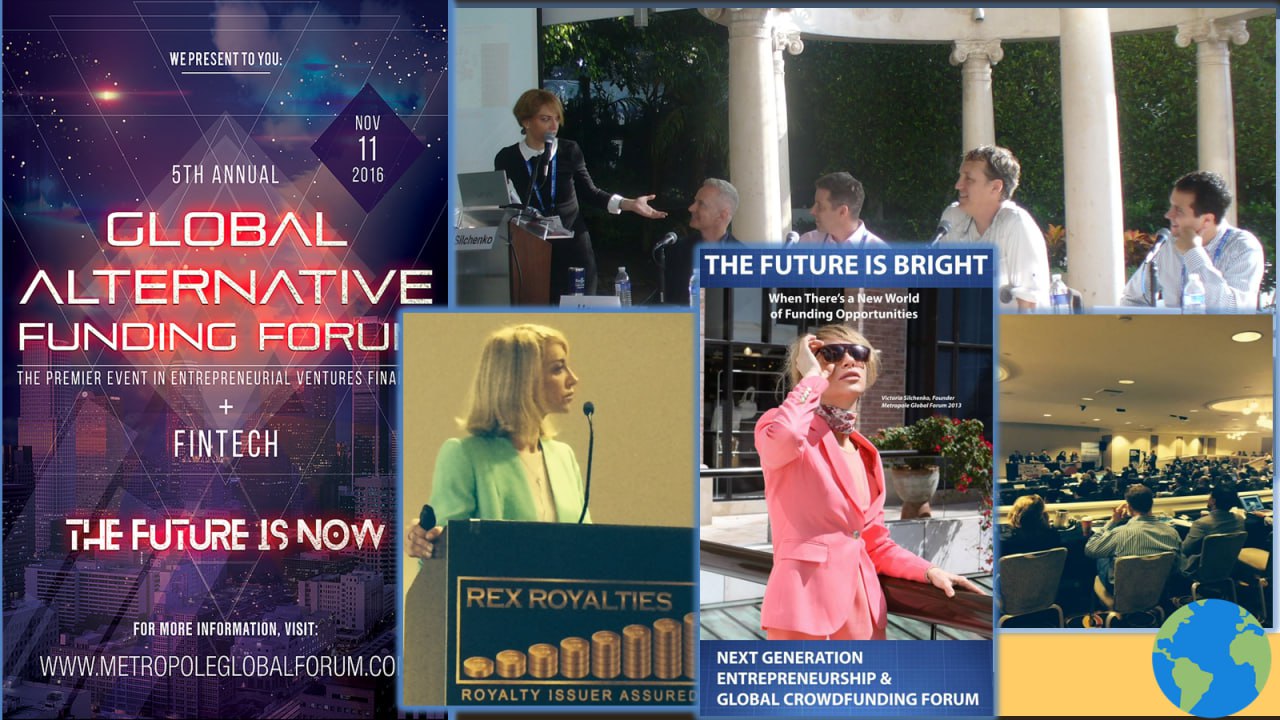 WE PRESENT TO YOU:
NOV
11
2016
5TH ANNUAL
GLOBAL
ALTERNATIVE
FUNDING FORU
THE PREMIER EVENT IN ENTREPRENEURIAL VENTURES FINA
+
FINTECH
THE FUTURE IS NOW
FOR MORE INFORMATION, VISIT:
WWW.METROPOLEGLOBALFORUM.CO
Silchenko
REX ROYALTIES
ROYALTY ISSUER ASSURED
THE FUTURE IS BRIGHT
When There's a New World
of Funding Opportunities
Victoria Silchenko, Founder
Metropole Global Forum 2013
NEXT GENERATION
ENTREPRENEURSHIP &
GLOBAL CROWDFUNDING FORUM